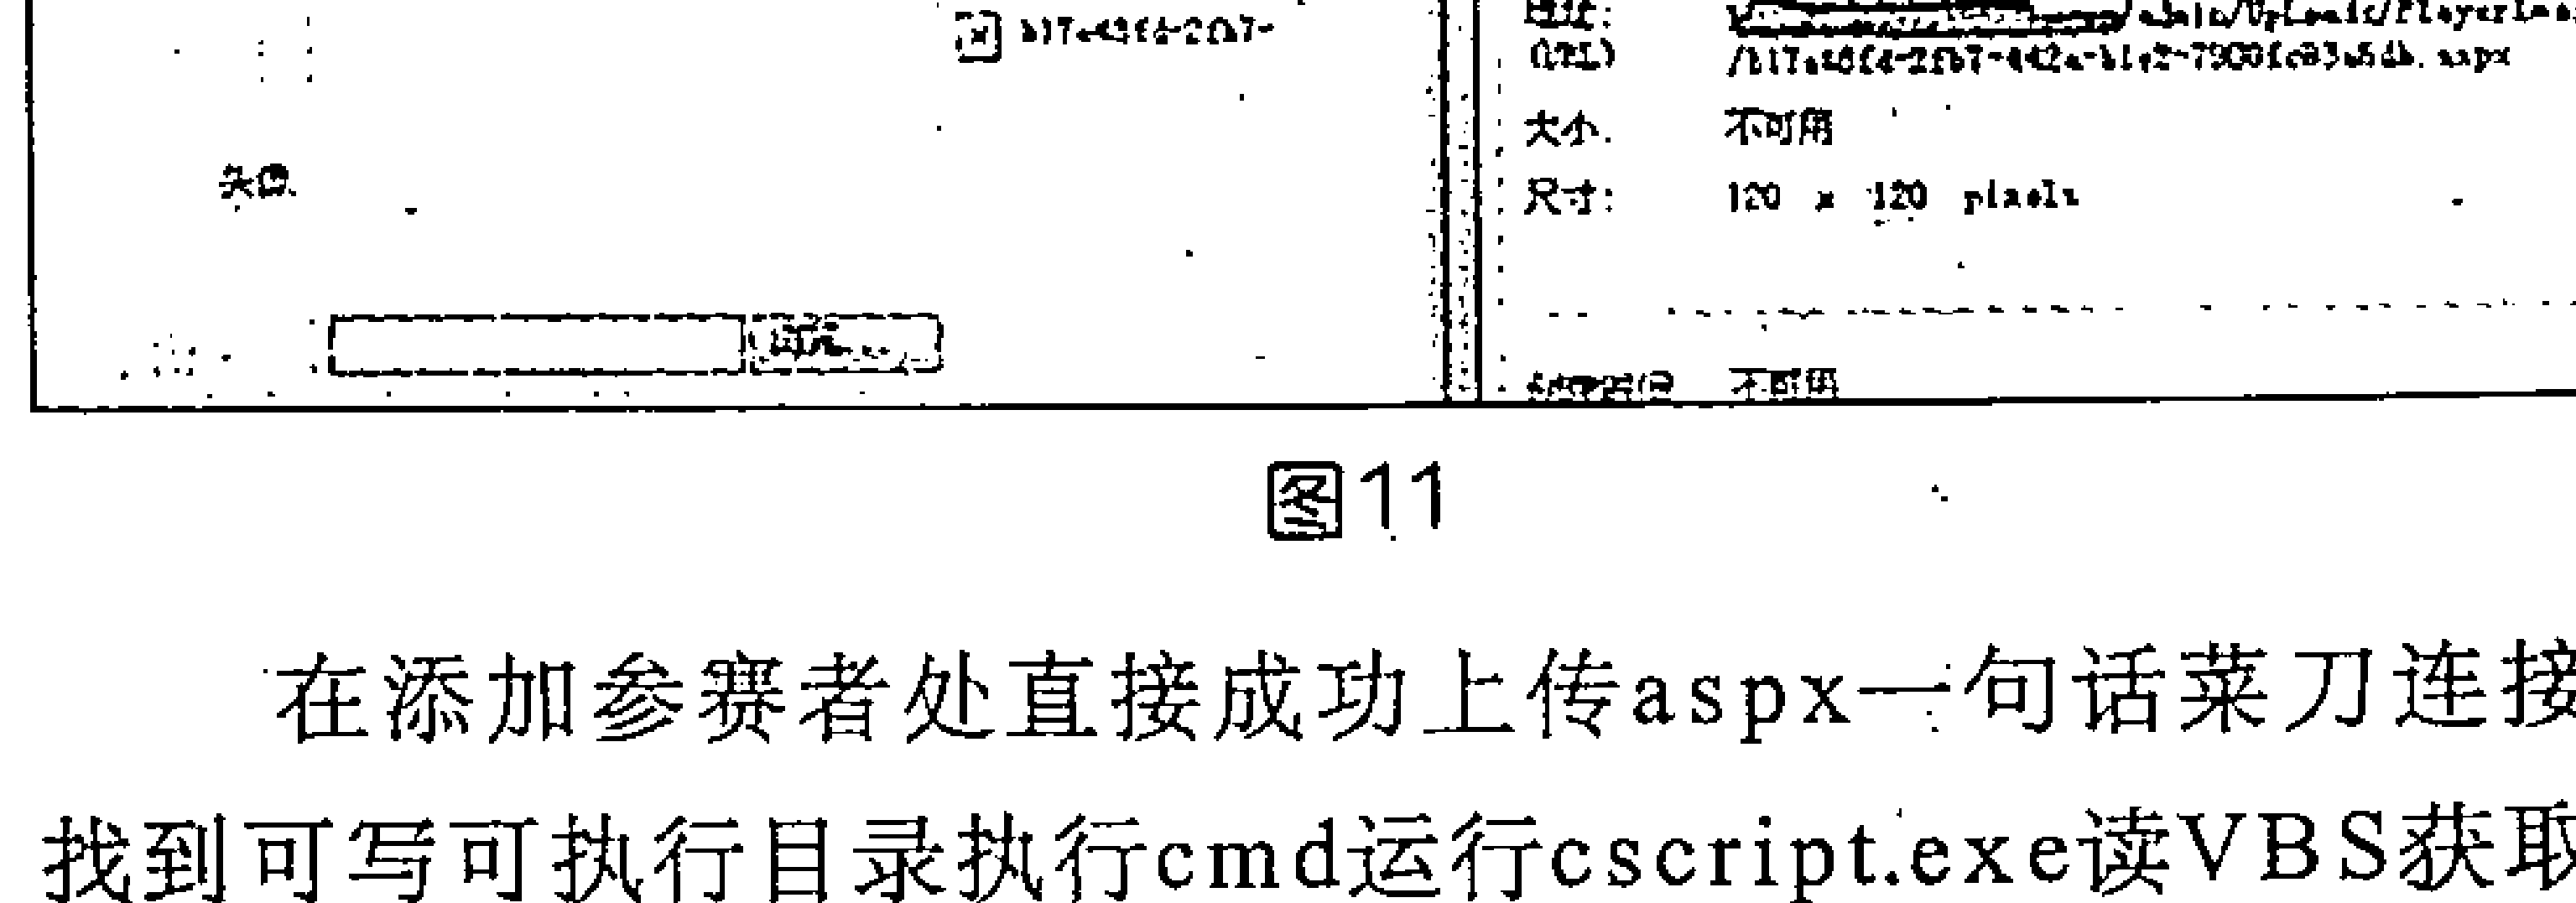 地址:
(URL)
大小:
不可用
尺寸:
120 x 120 pixels
头像
不可用
图11
在添加参赛者处直接成功上传aspx一句话菜刀连接
找到可写可执行目录执行cmd运行cscript.exe读VBS获取